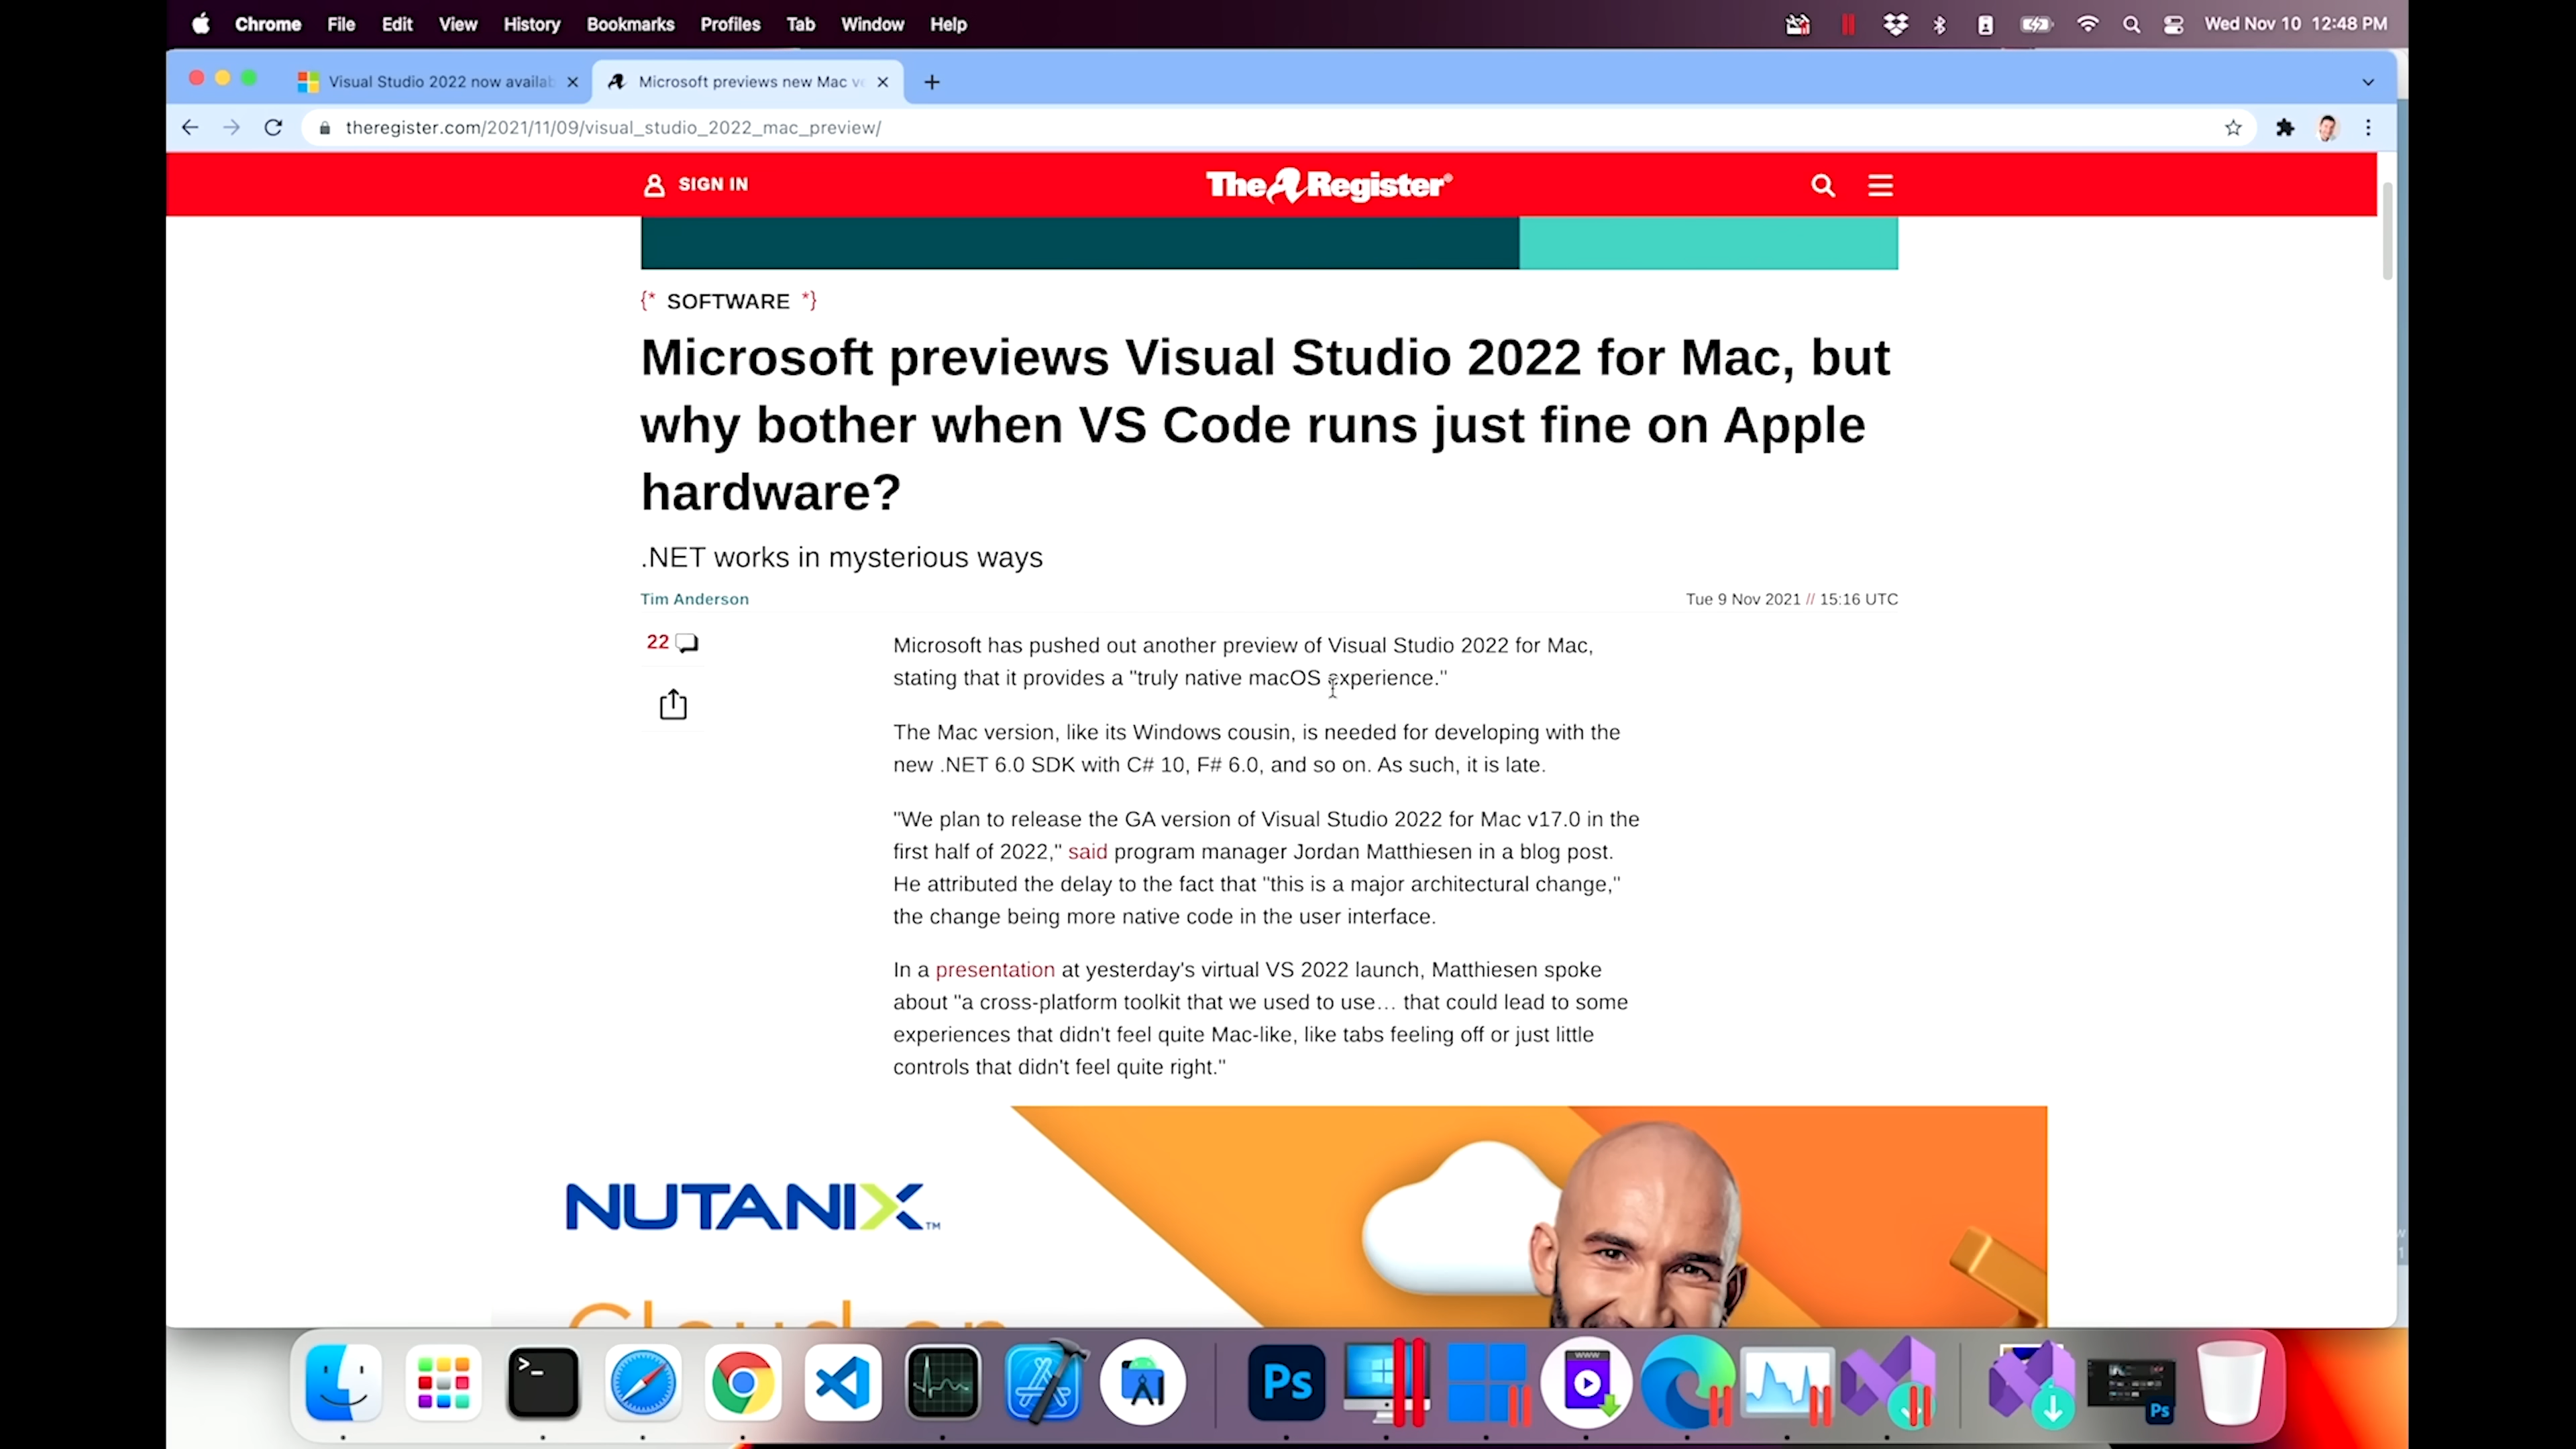 Chrome File Edit View History Bookmarks Profiles Tab Window Help Wed Nov 10 12:48 PM
Visual Studio 2022 now availab Microsoft previews new Mac ve
theregister.com/2021/11/09/visual_studio_2022_mac_preview/
SIGN IN The Register®
{* SOFTWARE *}
Microsoft previews Visual Studio 2022 for Mac, but
why bother when VS Code runs just fine on Apple
hardware?
.NET works in mysterious ways
Tim Anderson Tue 9 Nov 2021 // 15:16 UTC
22
Microsoft has pushed out another preview of Visual Studio 2022 for Mac,
stating that it provides a "truly native macOS experience."
The Mac version, like its Windows cousin, is needed for developing with the
new .NET 6.0 SDK with C# 10, F# 6.0, and so on. As such, it is late.
"We plan to release the GA version of Visual Studio 2022 for Mac v17.0 in the
first half of 2022," said program manager Jordan Matthiesen in a blog post.
He attributed the delay to the fact that "this is a major architectural change,"
the change being more native code in the user interface.
In a presentation at yesterday's virtual VS 2022 launch, Matthiesen spoke
about "a cross-platform toolkit that we used to use... that could lead to some
experiences that didn't feel quite Mac-like, like tabs feeling off or just little
controls that didn't feel quite right."
NUTANIX™
Cloud on
>_ Ps WWW Ps